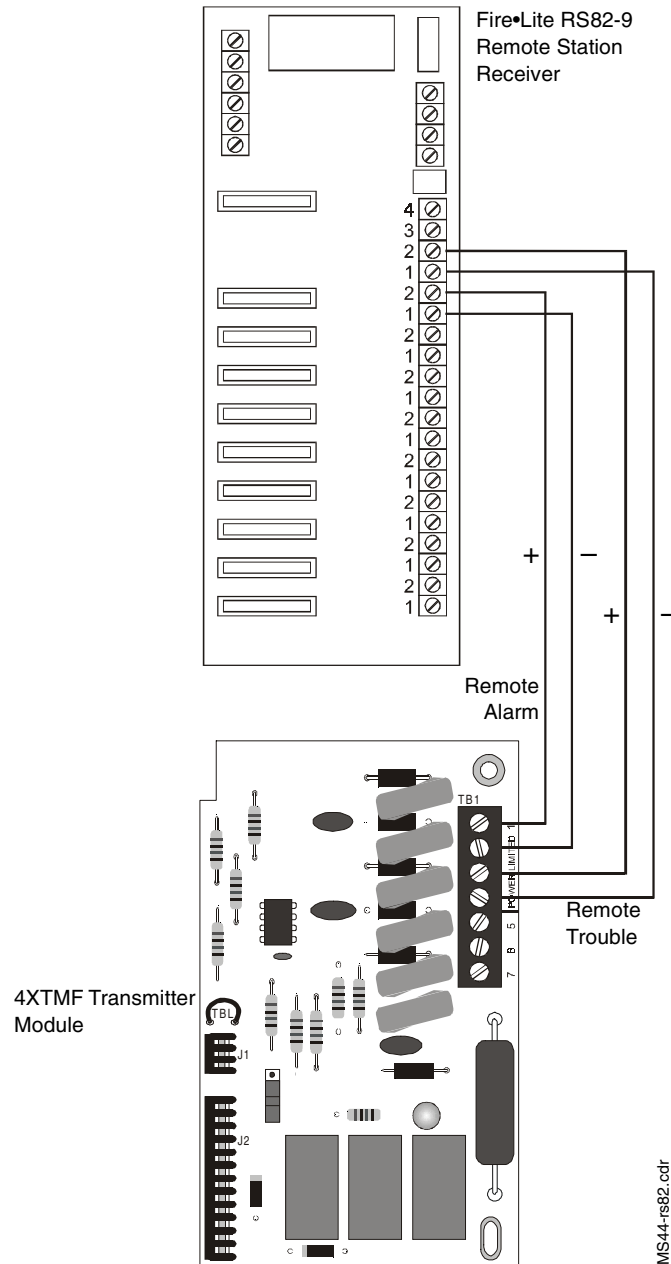 Fire•Lite RS82-9
Remote Station
Receiver
4
3
2
1
2
1
2
1
2
1
2
1
2
1
2
1
2
1
2
1
+
–
+
–
Remote
Alarm
TB1
1
POWER LIMITED
5
7
Remote
Trouble
4XTMF Transmitter
Module
TBL
J1
J2
MS44-rs82.cdr